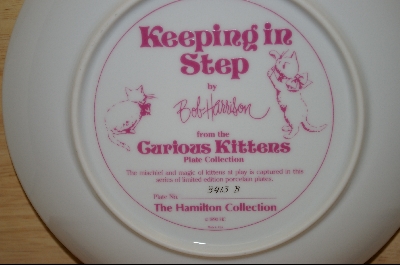 Keeping in
Step
by
Bob Harrison
from the
Curious Kittens
Plate Collection
The mischief and magic of kittens at play is captured in this
series of limited edition porcelain plates.
Plate No. 3413 B
The Hamilton Collection